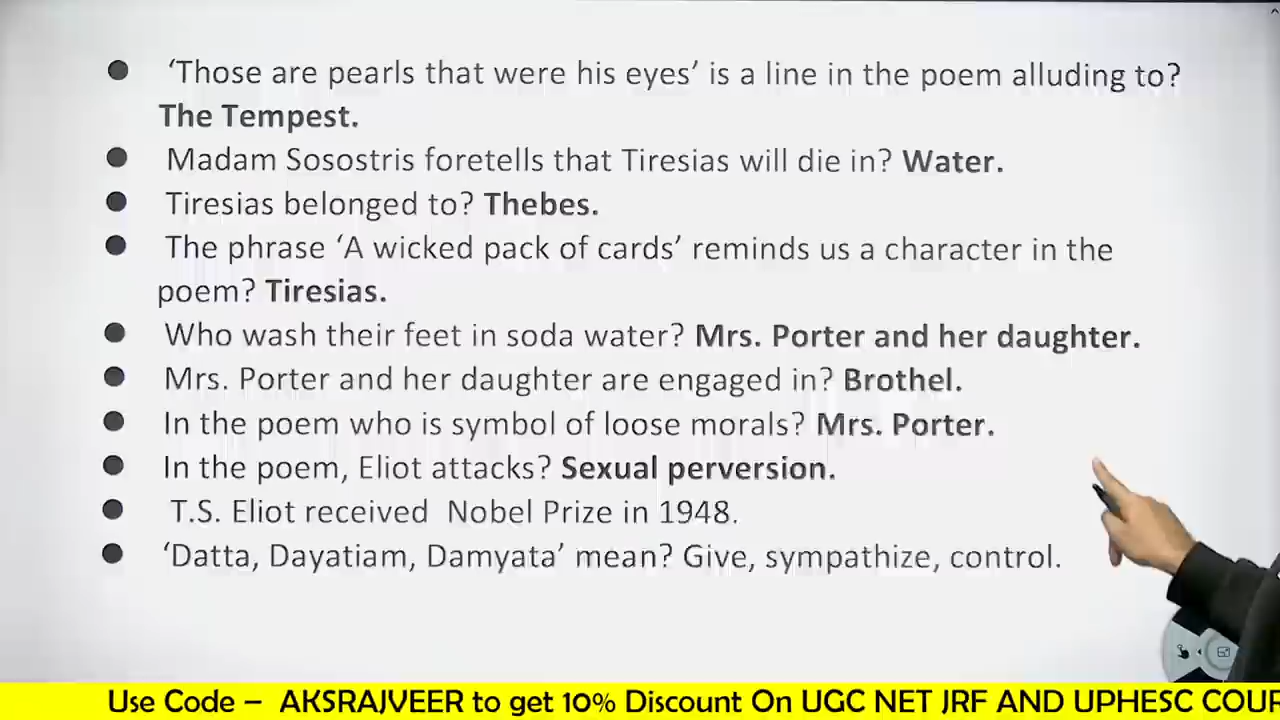 ● ‘Those are pearls that were his eyes’ is a line in the poem alluding to?
The Tempest.
● Madam Sosostris foretells that Tiresias will die in? Water.
● Tiresias belonged to? Thebes.
● The phrase ‘A wicked pack of cards’ reminds us a character in the
poem? Tiresias.
● Who wash their feet in soda water? Mrs. Porter and her daughter.
● Mrs. Porter and her daughter are engaged in? Brothel.
● In the poem who is symbol of loose morals? Mrs. Porter.
● In the poem, Eliot attacks? Sexual perversion.
● T.S. Eliot received Nobel Prize in 1948.
● ‘Datta, Dayatiam, Damyata’ mean? Give, sympathize, control.
Use Code – AKSRAJVEER to get 10% Discount On UGC NET JRF AND UPHESC COUR